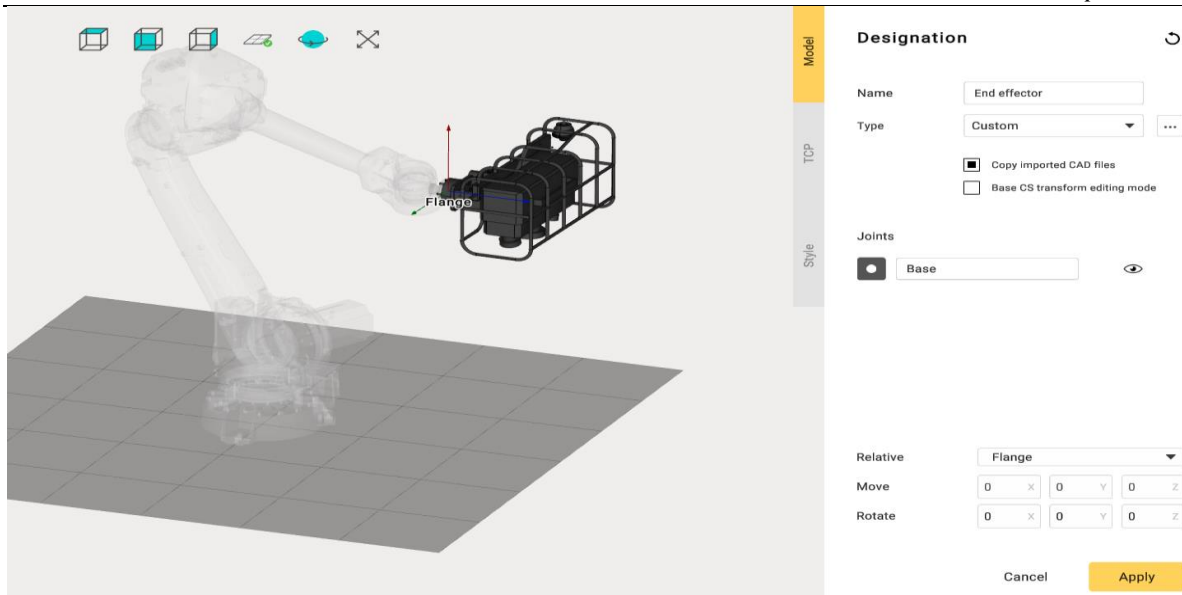 Model
TCP
Style
Flange
Designation
Name End effector
Type Custom ...
Copy imported CAD files
Base CS transform editing mode
Joints
Base
Relative Flange
Move 0 X 0 Y 0 Z
Rotate 0 X 0 Y 0 Z
Cancel Apply